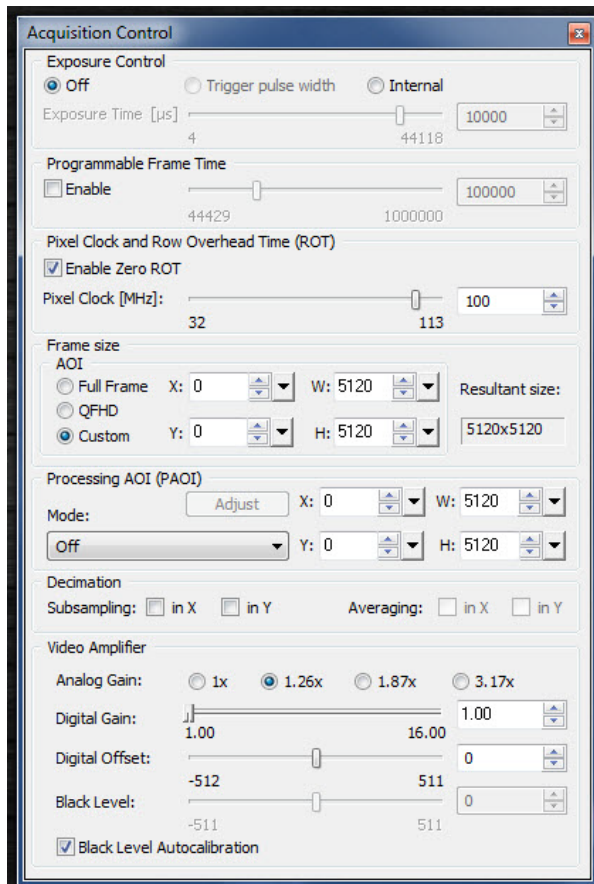 Acquisition Control
Exposure Control
Off Trigger pulse width Internal
Exposure Time [µs] 10000
4 44118
Programmable Frame Time
Enable 100000
44429 1000000
Pixel Clock and Row Overhead Time (ROT)
Enable Zero ROT
Pixel Clock [MHz]: 100
32 113
Frame size
AOI
Full Frame X: 0 W: 5120 Resultant size:
QFHD
Custom Y: 0 H: 5120 5120x5120
Processing AOI (PAOI)
Adjust X: 0 W: 5120
Mode:
Off Y: 0 H: 5120
Decimation
Subsampling: in X in Y Averaging: in X in Y
Video Amplifier
Analog Gain: 1x 1.26x 1.87x 3.17x
Digital Gain: 1.00
1.00 16.00
Digital Offset: 0
-512 511
Black Level: 0
-511 511
Black Level Autocalibration